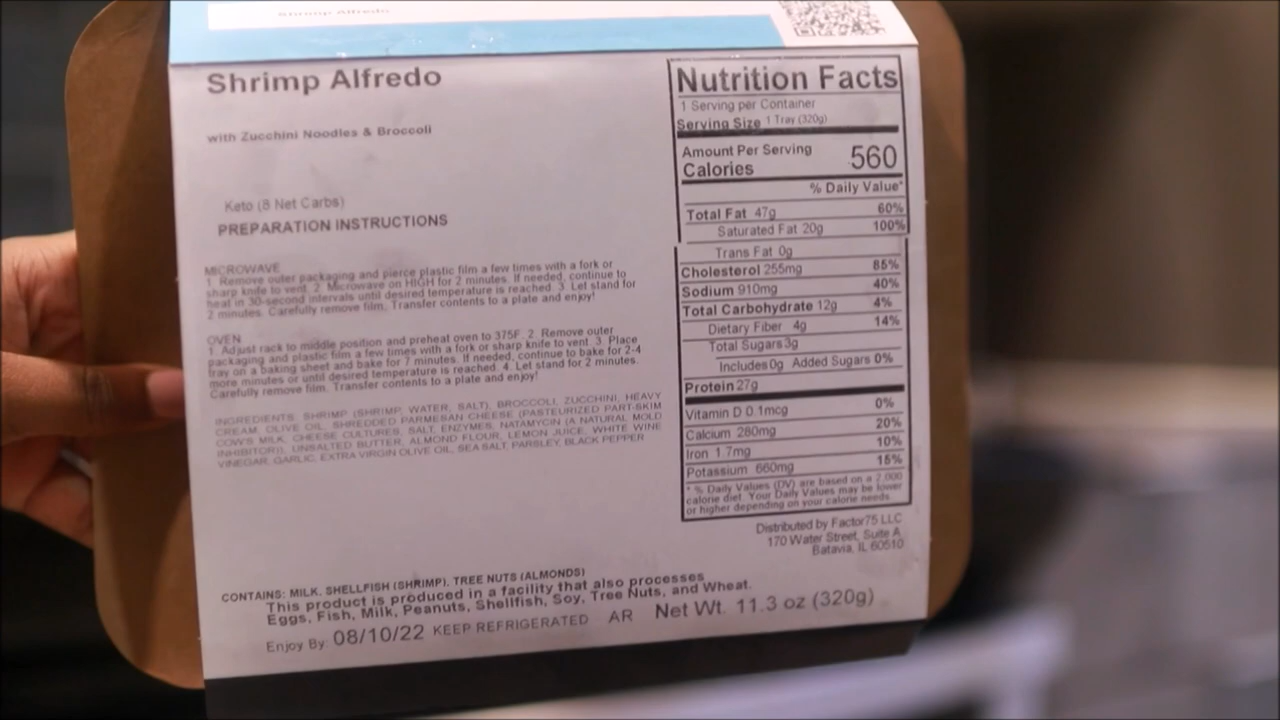 Shrimp Alfredo
Shrimp Alfredo
with Zucchini Noodles & Broccoli
Keto (8 Net Carbs)
PREPARATION INSTRUCTIONS
MICROWAVE
1. Remove outer packaging and pierce plastic film a few times with a fork or
sharp knife to vent. 2. Microwave on HIGH for 2 minutes. If needed, continue to
heat in 30-second intervals until desired temperature is reached. 3. Let stand for
2 minutes. Carefully remove film. Transfer contents to a plate and enjoy!
OVEN
1. Adjust rack to middle position and preheat oven to 375F. 2. Remove outer
packaging and plastic film a few times with a fork or sharp knife to vent. 3. Place
tray on a baking sheet and bake for 7 minutes. If needed, continue to bake for 2-4
more minutes or until desired temperature is reached. 4. Let stand for 2 minutes.
Carefully remove film. Transfer contents to a plate and enjoy!
INGREDIENTS: SHRIMP (SHRIMP, WATER, SALT), BROCCOLI, ZUCCHINI, HEAVY
CREAM, OLIVE OIL, SHREDDED PARMESAN CHEESE (PASTEURIZED PART-SKIM
COW'S MILK, CHEESE CULTURES, SALT, ENZYMES, NATAMYCIN (A NATURAL MOLD
INHIBITOR)), UNSALTED BUTTER, ALMOND FLOUR, LEMON JUICE, WHITE WINE
VINEGAR, GARLIC, EXTRA VIRGIN OLIVE OIL, SEA SALT, PARSLEY, BLACK PEPPER
CONTAINS: MILK, SHELLFISH (SHRIMP), TREE NUTS (ALMONDS)
This product is produced in a facility that also processes
Eggs, Fish, Milk, Peanuts, Shellfish, Soy, Tree Nuts, and Wheat.
Enjoy By: 08/10/22 KEEP REFRIGERATED AR Net Wt. 11.3 oz (320g)
Nutrition Facts
1 Serving per Container
Serving Size 1 Tray (320g)
Amount Per Serving
Calories 560
% Daily Value*
Total Fat 47g 60%
Saturated Fat 20g 100%
Trans Fat 0g
Cholesterol 255mg 85%
Sodium 910mg 40%
Total Carbohydrate 12g 4%
Dietary Fiber 4g 14%
Total Sugars 3g
Includes 0g Added Sugars 0%
Protein 27g
Vitamin D 0.1mcg 0%
Calcium 280mg 20%
Iron 1.7mg 10%
Potassium 660mg 15%
* % Daily Values (DV) are based on a 2,000
calorie diet. Your Daily Values may be lower
or higher depending on your calorie needs.
Distributed by Factor75 LLC
170 Water Street, Suite A
Batavia, IL 60510